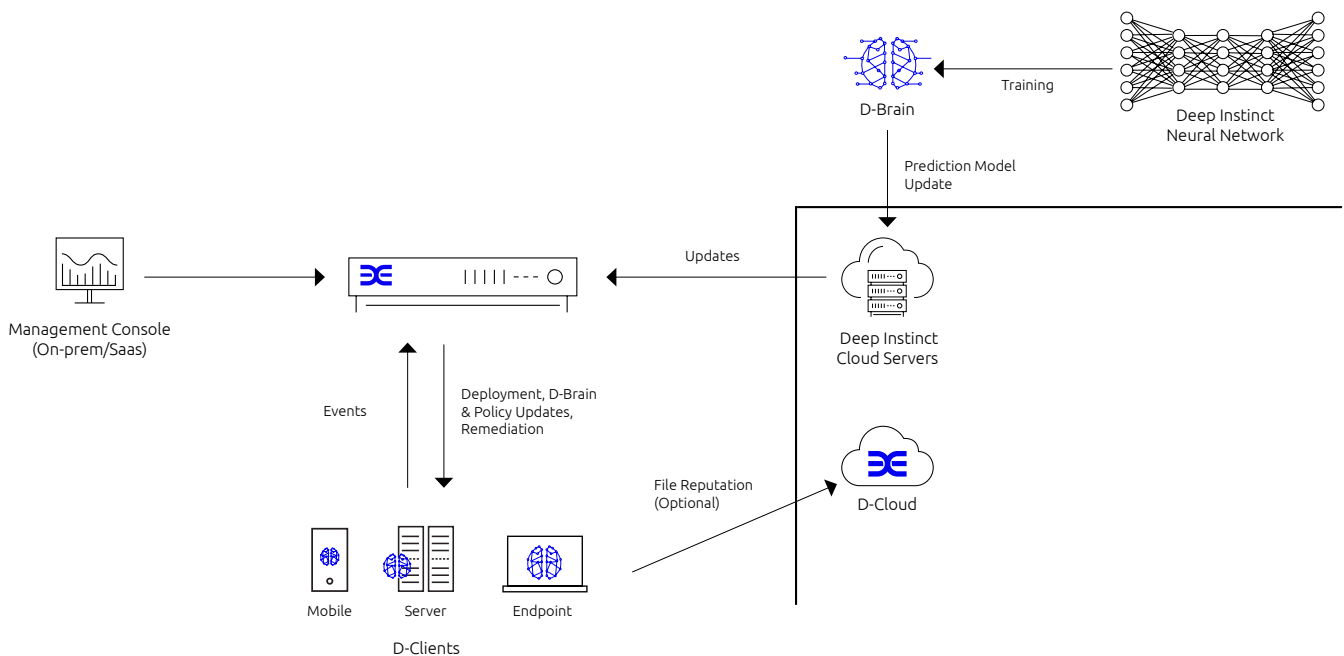 D-Brain
Training
Deep Instinct
Neural Network
Prediction Model
Update
Updates
Management Console
(On-prem/Saas)
Deep Instinct
Cloud Servers
Events
Deployment, D-Brain
& Policy Updates,
Remediation
File Reputation
(Optional)
D-Cloud
Mobile
Server
Endpoint
D-Clients